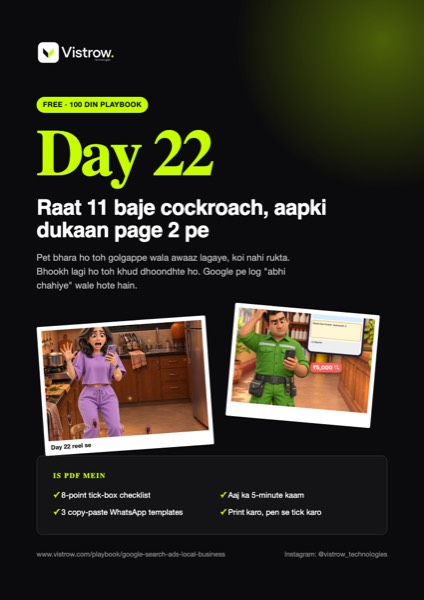 Vistrow.
FREE · 100 DIN PLAYBOOK
Day 22
Raat 11 baje cockroach, aapki
dukaan page 2 pe
Pet bhara ho toh golgappe wala awaaz lagaye, koi nahi rukta.
Bhookh lagi ho toh khud dhoondhte ho. Google pe log "abhi
chahiye" wale hote hain.
₹5,000
Day 22 reel se
IS PDF MEIN
✔8-point tick-box checklist
✔Aaj ka 5-minute kaam
✔3 copy-paste WhatsApp templates
✔Print karo, pen se tick karo
www.vistrow.com/playbook/google-search-ads-local-business
Instagram: @vistrow_technologies